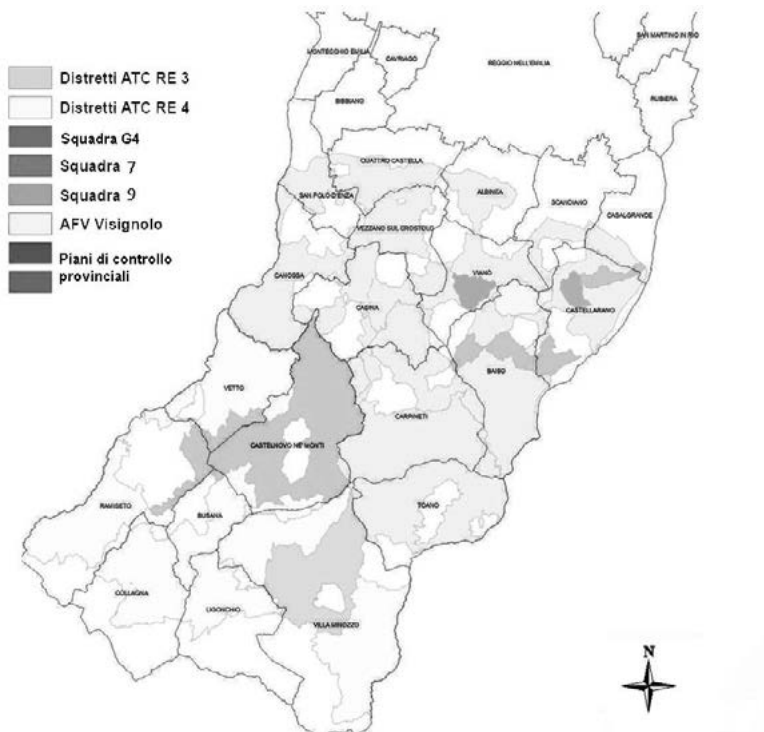 Distretti ATC RE 3
Distretti ATC RE 4
Squadra G4
Squadra 7
Squadra 9
AFV Visignolo
Piani di controllo
provinciali
MONTECCHIO EMILIA
CAVRIAGO
REGGIO NELL'EMILIA
SAN MARTINO IN RIO
RUBIERA
BIBBIANO
QUATTRO CASTELLA
SAN POLO D'ENZA
ALBINEA
SCANDIANO
CASALGRANDE
VEZZANO SUL CROSTOLO
CANOSSA
VIANO
CASINA
CASTELLARANO
BAISO
VETTO
CARPINETI
CASTELNOVO NE' MONTI
RAMISETO
BUSANA
TOANO
COLLAGNA
LIGONCHIO
VILLA MINOZZO
N